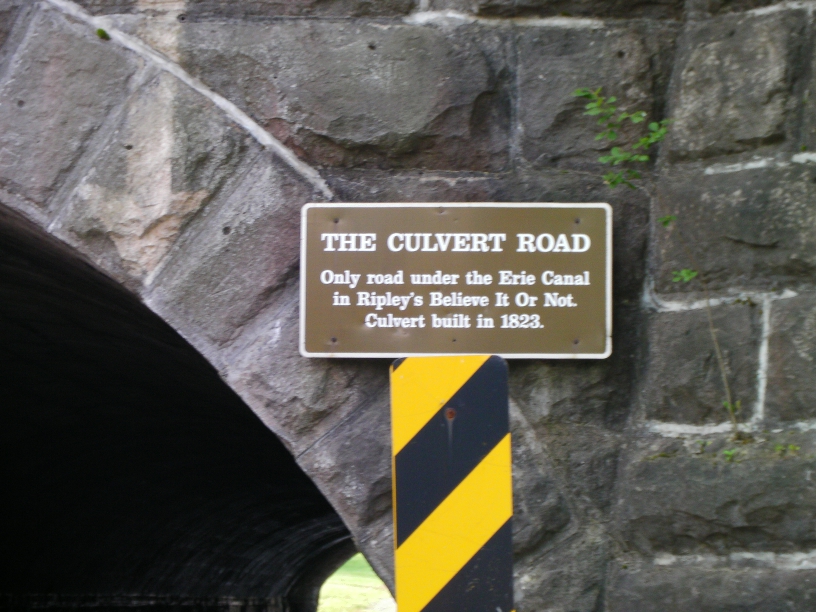 THE CULVERT ROAD
Only road under the Erie Canal
in Ripley's Believe It Or Not.
Culvert built in 1823.